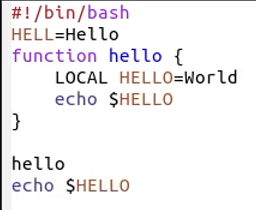 #!/bin/bash
HELL=Hello
function hello {
    LOCAL HELLO=World
    echo $HELLO
}

hello
echo $HELLO